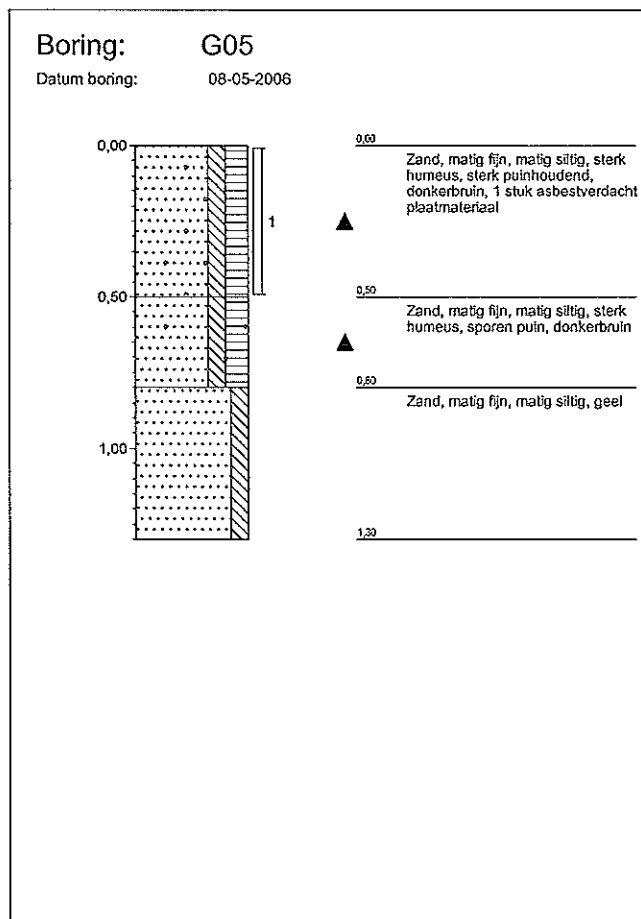 Boring: G05
Datum boring: 08-05-2006
0,00
0,50
1,00
1
0,00
Zand, matig fijn, matig siltig, sterk
humeus, sterk puinhoudend,
donkerbruin, 1 stuk asbestverdacht
plaatmateriaal
0,50
Zand, matig fijn, matig siltig, sterk
humeus, sporen puin, donkerbruin
0,80
Zand, matig fijn, matig siltig, geel
1,30